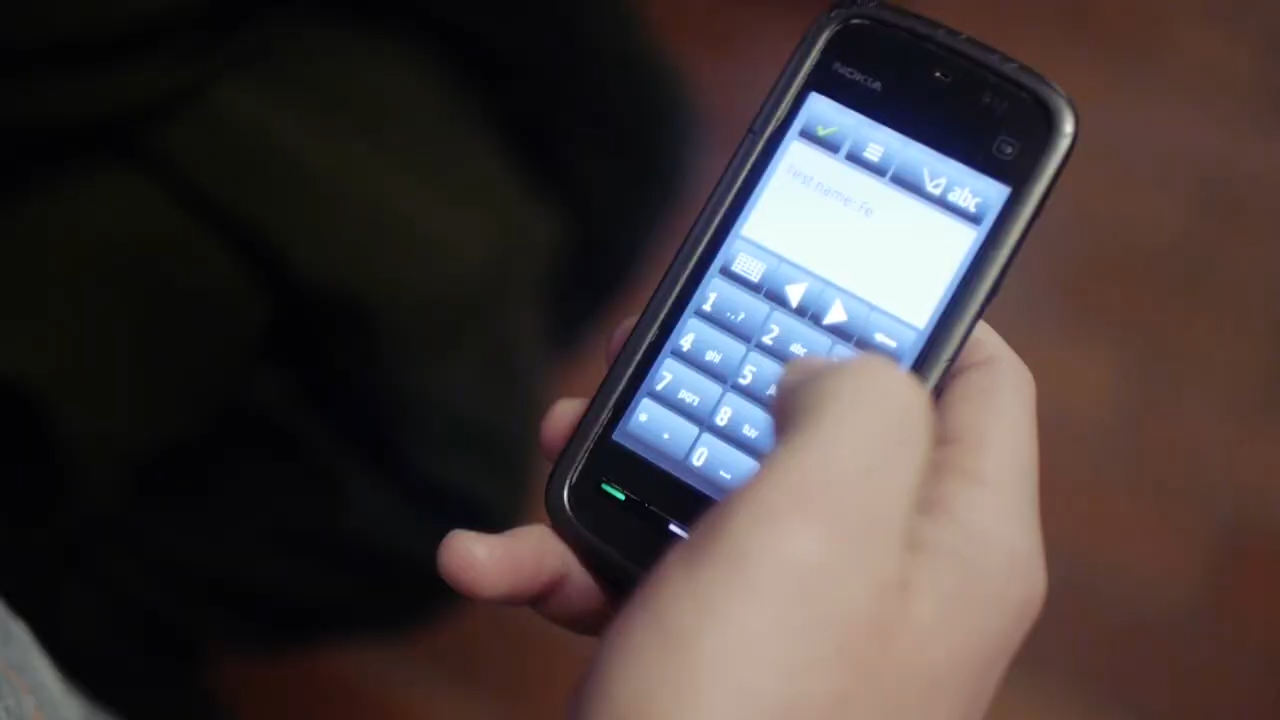 NOKIA
abc
First name: Fe
1 ..?
2 abc
4 ghi
5
7 pqrs
8 tuv
* +
0